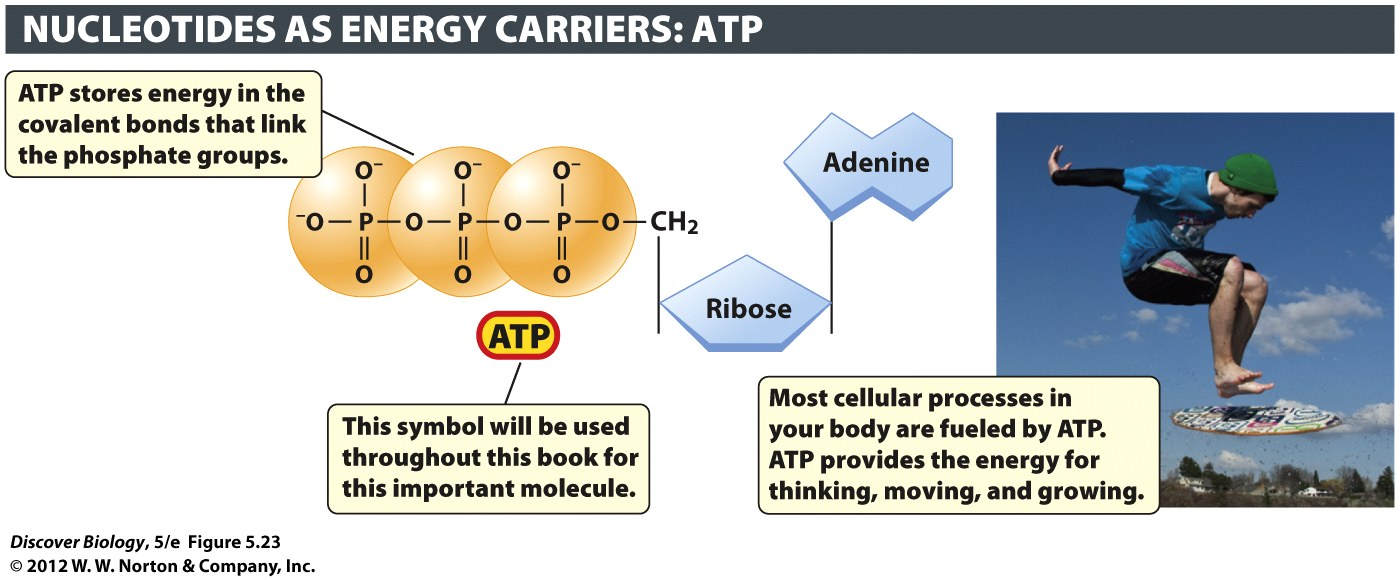 NUCLEOTIDES AS ENERGY CARRIERS: ATP
ATP stores energy in the
covalent bonds that link
the phosphate groups.
O⁻ O⁻ O⁻
⁻O — P — O — P — O — P — O — CH₂
O O O
Adenine
Ribose
ATP
This symbol will be used
throughout this book for
this important molecule.
Most cellular processes in
your body are fueled by ATP.
ATP provides the energy for
thinking, moving, and growing.
Discover Biology, 5/e Figure 5.23
© 2012 W. W. Norton & Company, Inc.